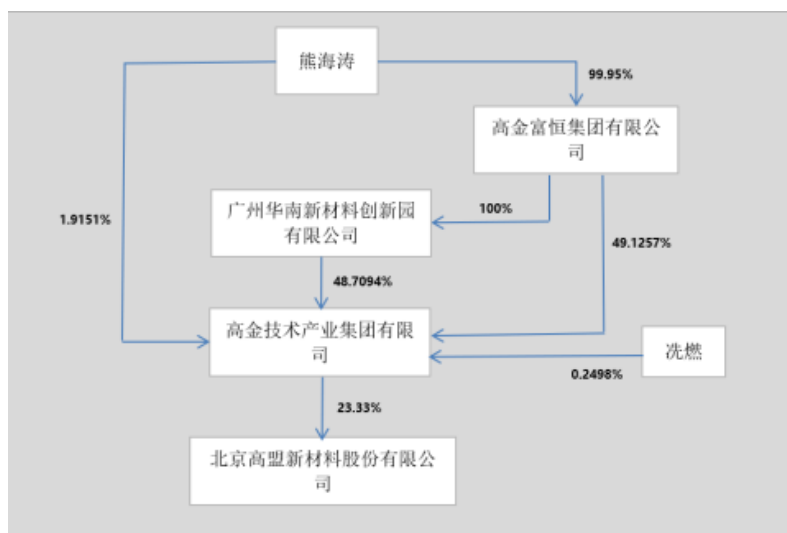 熊海涛
99.95%
高金富恒集团有限公
司
1.9151%
广州华南新材料创新园
有限公司
100%
49.1257%
48.7094%
高金技术产业集团有限
司
冼燃
0.2498%
23.33%
北京高盟新材料股份有限公
司